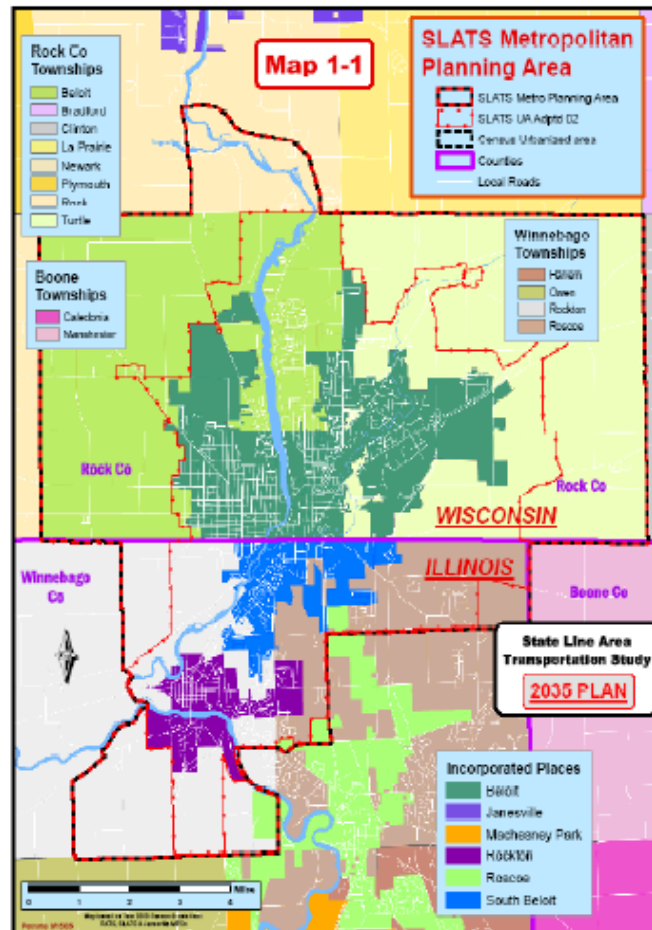 Rock Co
Townships
Beloit
Bradford
Clinton
La Prairie
Newark
Plymouth
Rock
Turtle
Map 1-1
SLATS Metropolitan
Planning Area
SLATS Metro Planning Area
SLATS UA Adptd 02
Census Urbanized area
Counties
Local Roads
Boone
Townships
Caledonia
Manchester
Winnebago
Townships
Harlem
Owen
Rockton
Roscoe
Rock Co
Rock Co
WISCONSIN
Winnebago
Co
ILLINOIS
Boone Co
State Line Area
Transportation Study
2035 PLAN
Incorporated Places
Beloit
Janesville
Machesney Park
Rockton
Roscoe
South Beloit
0 1 2 3 4
Miles